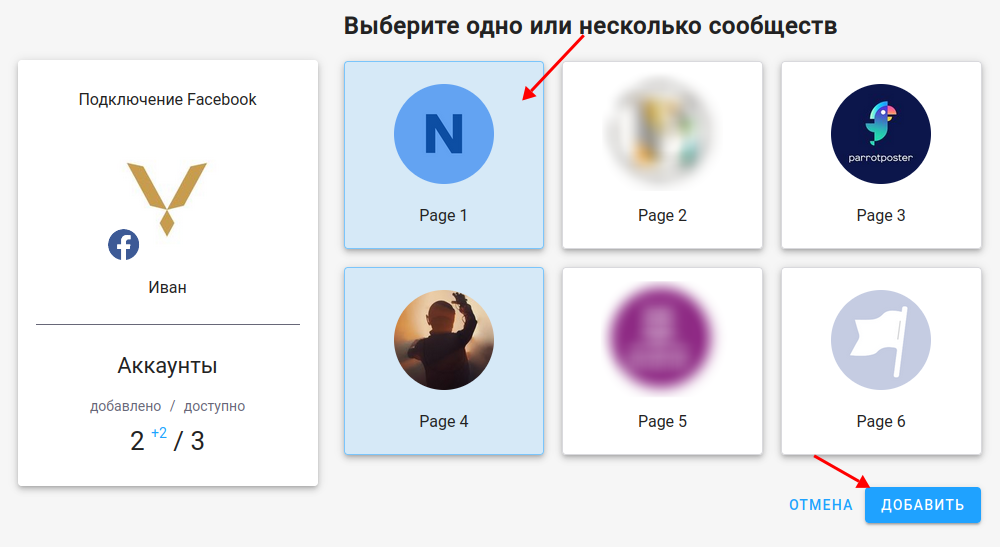 Выберите одно или несколько сообществ
Подключение Facebook
Иван
Аккаунты
добавлено / доступно
2 +2 / 3
N
Page 1
Page 2
parrotposter
Page 3
Page 4
Page 5
Page 6
ОТМЕНА
ДОБАВИТЬ